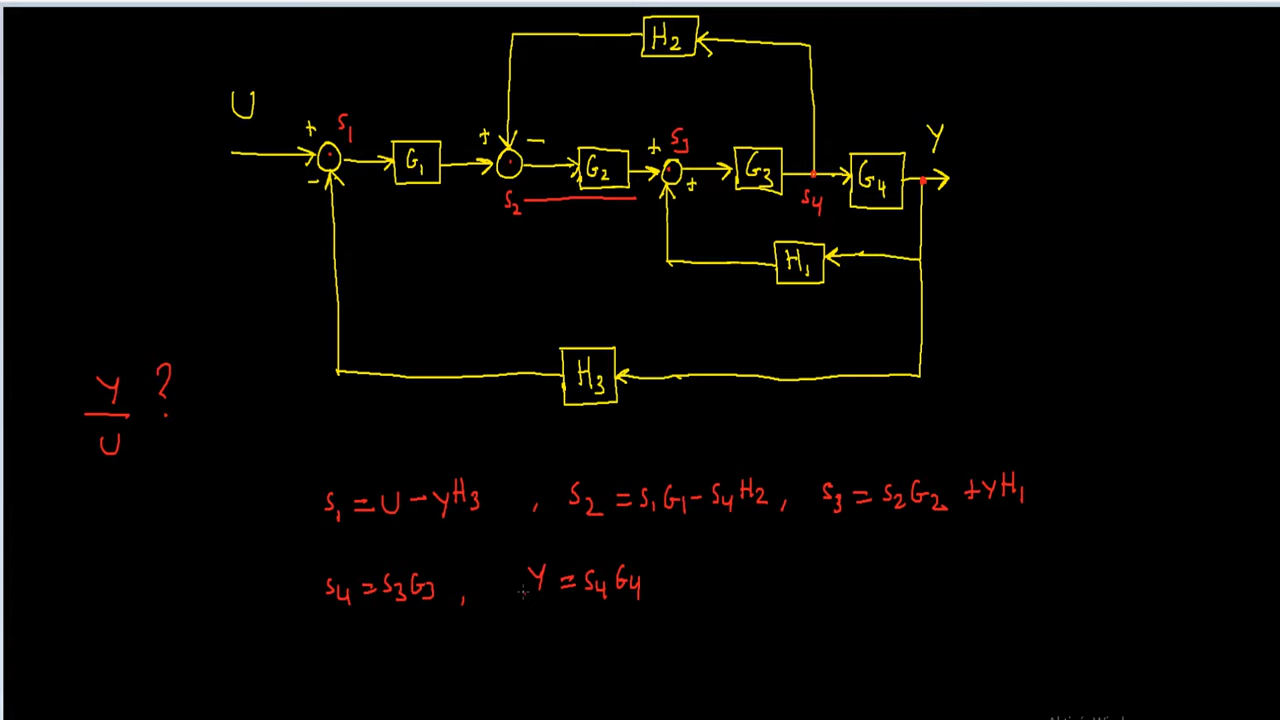 H2
U
+ S1 G1 + - G2 + S3 G3 G4 Y
- S2 + S4
H1
H3
Y ?
U
S1 = U - YH3 , S2 = S1G1 - S4H2 , S3 = S2G2 + YH1
S4 = S3G3 , Y = S4G4